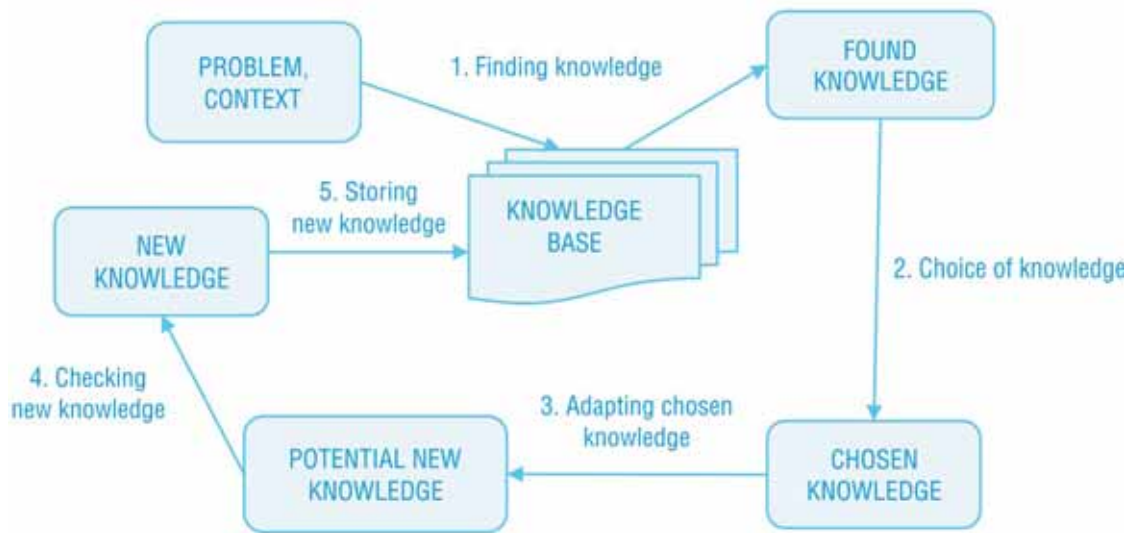 PROBLEM,
CONTEXT
1. Finding knowledge
FOUND
KNOWLEDGE
5. Storing
new knowledge
KNOWLEDGE
BASE
NEW
KNOWLEDGE
2. Choice of knowledge
4. Checking
new knowledge
3. Adapting chosen
knowledge
POTENTIAL NEW
KNOWLEDGE
CHOSEN
KNOWLEDGE